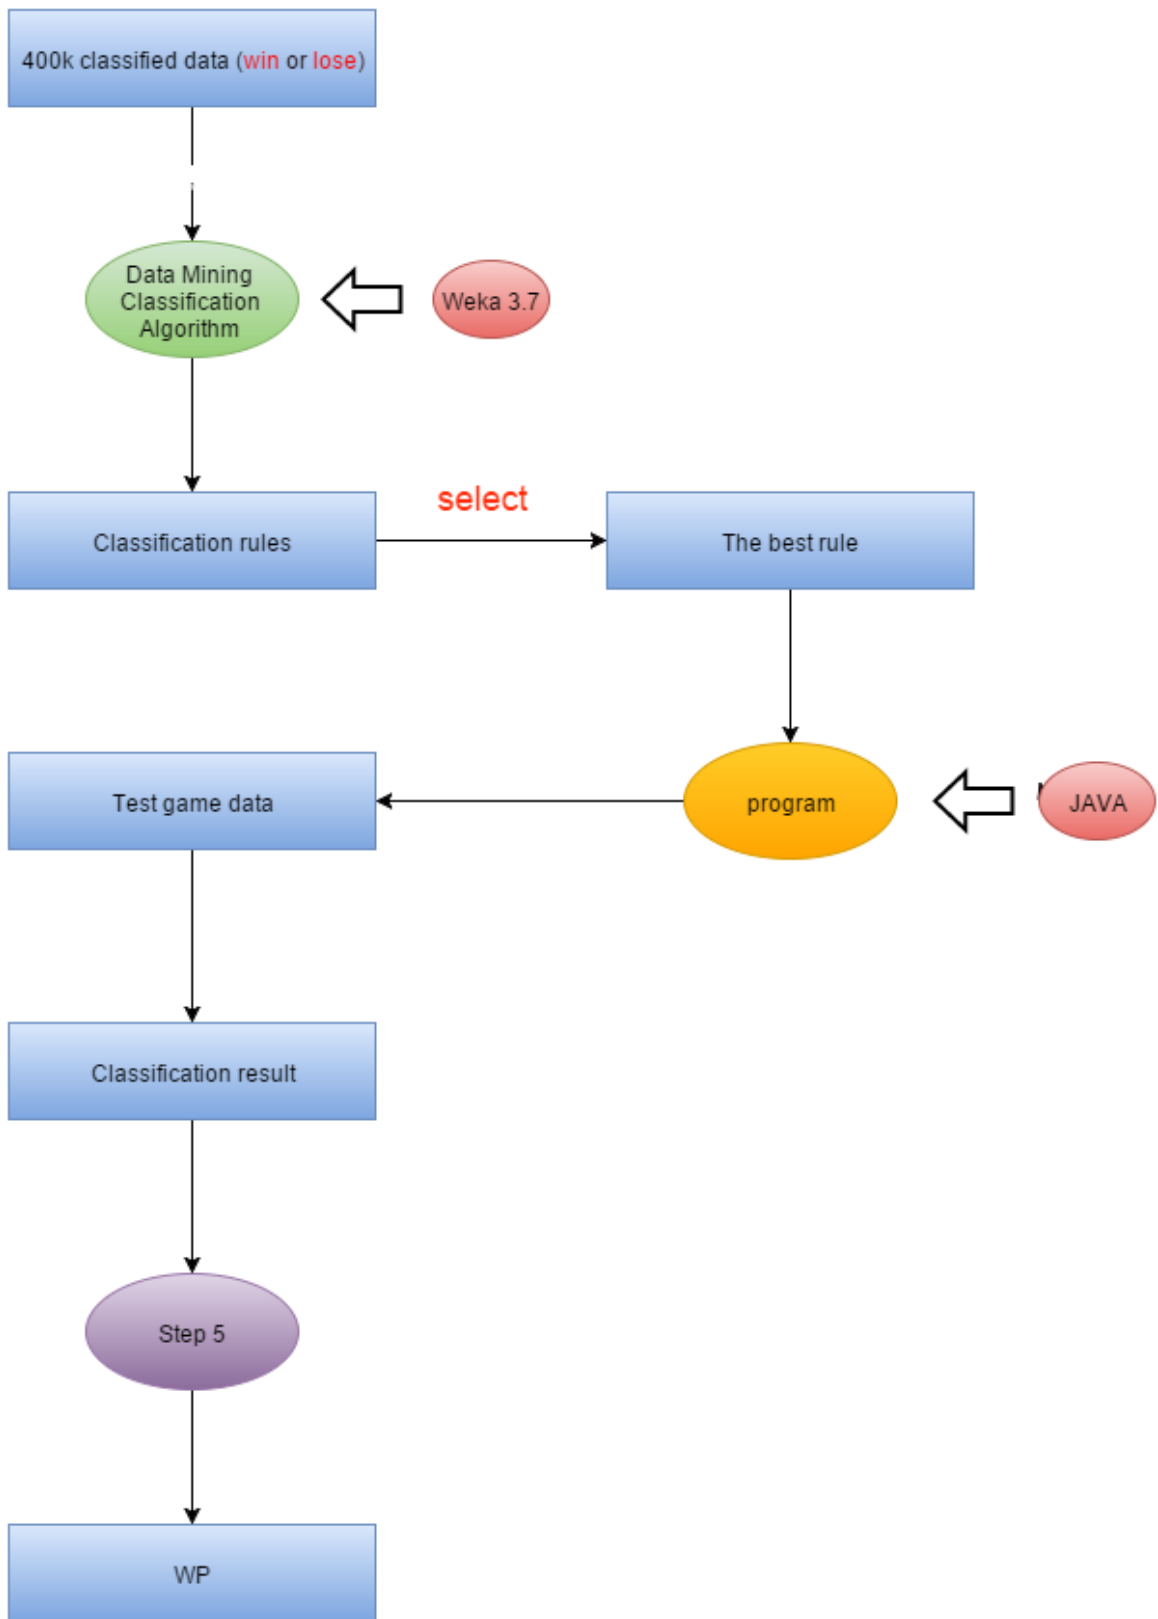 400k classified data (win or lose)
Data Mining
Classification
Algorithm
Weka 3.7
Classification rules
select
The best rule
Test game data
program
JAVA
Classification result
Step 5
WP